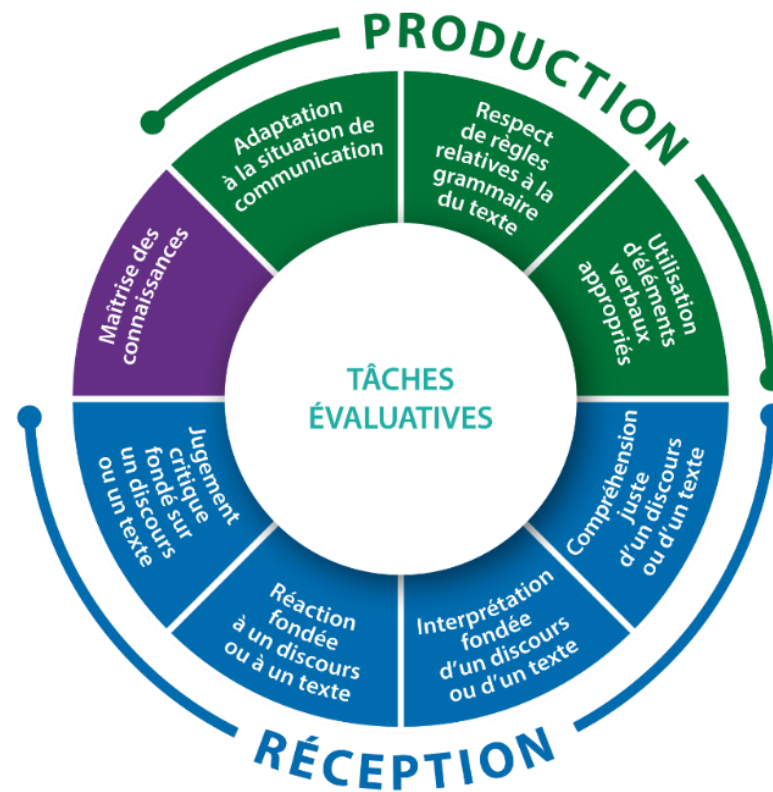 PRODUCTION
Adaptation
à la situation de
communication
Respect
de règles
relatives à la
grammaire
du texte
Utilisation
d'éléments
verbaux
appropriés
Maîtrise des
connaissances
TÂCHES
ÉVALUATIVES
Compréhension
juste
d'un discours
ou d'un texte
Interprétation
fondée
d'un discours
ou d'un texte
Réaction
fondée
à un discours
ou à un texte
Jugement
critique
fondé sur
un discours
ou un texte
RÉCEPTION